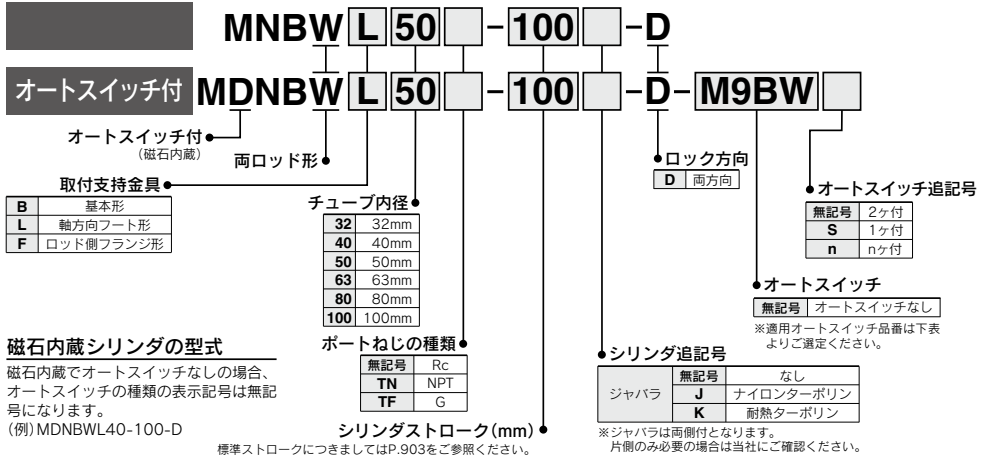 MNBW L 50 - 100 - D
オートスイッチ付 MDNBW L 50 - 100 - D - M9BW
オートスイッチ付
(磁石内蔵)
両ロッド形
取付支持金具
B 基本形
L 軸方向フート形
F ロッド側フランジ形
チューブ内径
32 32mm
40 40mm
50 50mm
63 63mm
80 80mm
100 100mm
ポートねじの種類
無記号 Rc
TN NPT
TF G
シリンダストローク(mm)
標準ストロークにつきましてはP.903をご参照ください。
ロック方向
D 両方向
オートスイッチ追記号
無記号 2ヶ付
S 1ヶ付
n nヶ付
オートスイッチ
無記号 オートスイッチなし
※適用オートスイッチ品番は下表
よりご選定ください。
シリンダ追記号
ジャバラ
無記号 なし
J ナイロンターポリン
K 耐熱ターポリン
※ジャバラは両側付となります。
片側のみ必要の場合は当社にご確認ください。
磁石内蔵シリンダの型式
磁石内蔵でオートスイッチなしの場合、
オートスイッチの種類の表示記号は無記
号になります。
(例)MDNBWL40-100-D